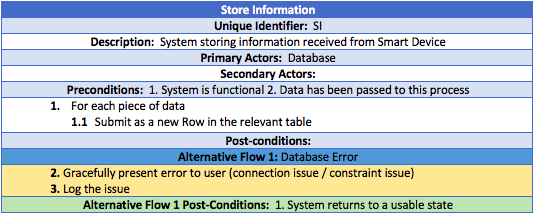 Store Information
Unique Identifier: SI
Description: System storing information received from Smart Device
Primary Actors: Database
Secondary Actors:
Preconditions: 1. System is functional 2. Data has been passed to this process
1. For each piece of data
1.1 Submit as a new Row in the relevant table
Post-conditions:
Alternative Flow 1: Database Error
2. Gracefully present error to user (connection issue / constraint issue)
3. Log the issue
Alternative Flow 1 Post-Conditions: 1. System returns to a usable state